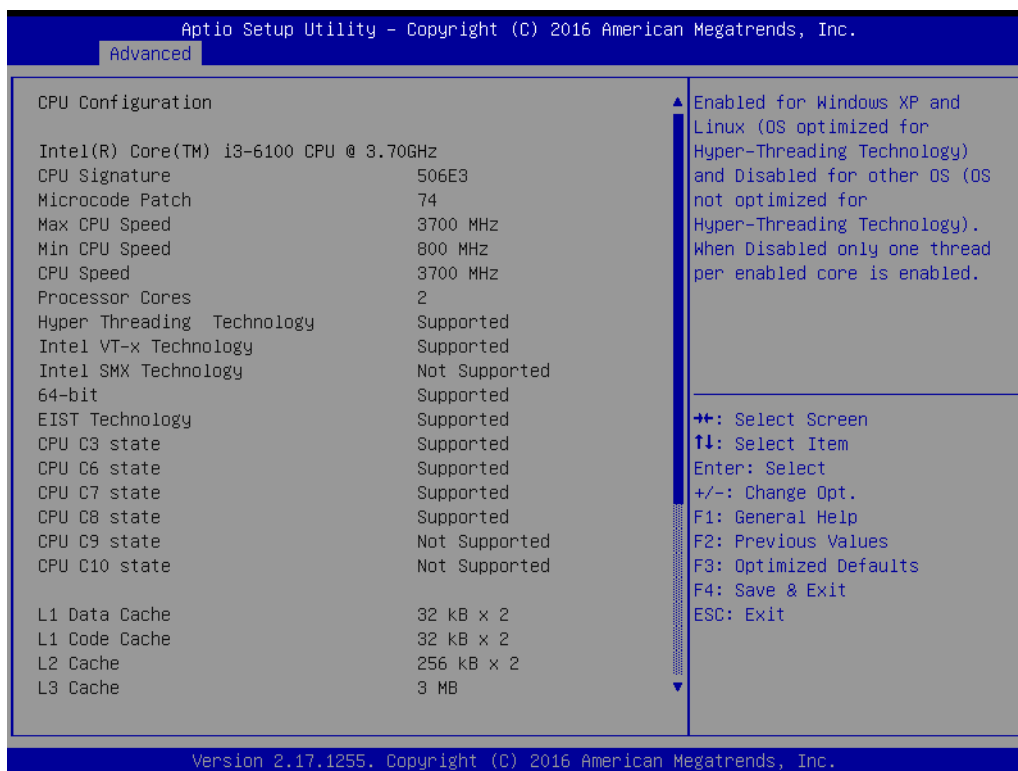 Aptio Setup Utility – Copyright (C) 2016 American Megatrends, Inc.
Advanced
CPU Configuration
Intel(R) Core(TM) i3-6100 CPU @ 3.70GHz
CPU Signature 506E3
Microcode Patch 74
Max CPU Speed 3700 MHz
Min CPU Speed 800 MHz
CPU Speed 3700 MHz
Processor Cores 2
Hyper Threading Technology Supported
Intel VT-x Technology Supported
Intel SMX Technology Not Supported
64-bit Supported
EIST Technology Supported
CPU C3 state Supported
CPU C6 state Supported
CPU C7 state Supported
CPU C8 state Supported
CPU C9 state Not Supported
CPU C10 state Not Supported
L1 Data Cache 32 kB x 2
L1 Code Cache 32 kB x 2
L2 Cache 256 kB x 2
L3 Cache 3 MB
Enabled for Windows XP and
Linux (OS optimized for
Hyper-Threading Technology)
and Disabled for other OS (OS
not optimized for
Hyper-Threading Technology).
When Disabled only one thread
per enabled core is enabled.
→←: Select Screen
↑↓: Select Item
Enter: Select
+/-: Change Opt.
F1: General Help
F2: Previous Values
F3: Optimized Defaults
F4: Save & Exit
ESC: Exit
Version 2.17.1255. Copyright (C) 2016 American Megatrends, Inc.